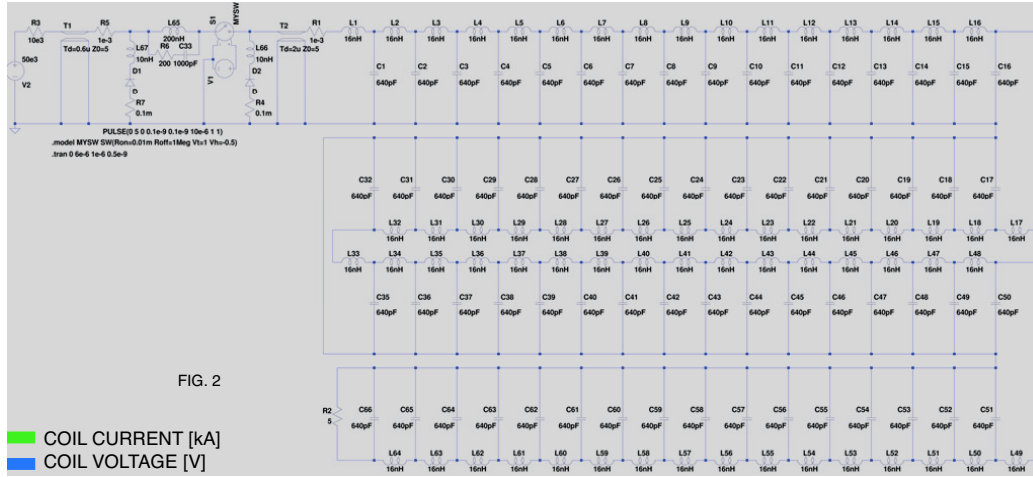 R3 T1 R5 L65 S1 MYSW T2 R1 L1 L2 L3 L4 L5 L6 L7 L8 L9 L10 L11 L12 L13 L14 L15 L16
10e3 Td=0.6u Z0=5 1e-3 200nH Td=2u Z0=5 1e-3 16nH 16nH 16nH 16nH 16nH 16nH 16nH 16nH 16nH 16nH 16nH 16nH 16nH 16nH 16nH 16nH
L67 R6 C33 L66
10nH 200 1000pF 10nH
50e3 V2 D1 D V1 D2 D
C1 C2 C3 C4 C5 C6 C7 C8 C9 C10 C11 C12 C13 C14 C15 C16
640pF 640pF 640pF 640pF 640pF 640pF 640pF 640pF 640pF 640pF 640pF 640pF 640pF 640pF 640pF 640pF
R7 R4
0.1m 0.1m
PULSE(0 5 0 0.1e-9 0.1e-9 10e-6 1 1)
.model MYSW SW(Ron=0.01m Roff=1Meg Vt=1 Vh=-0.5)
.tran 0 6e-6 1e-6 0.5e-9
C32 C31 C30 C29 C28 C27 C26 C25 C24 C23 C22 C21 C20 C19 C18 C17
640pF 640pF 640pF 640pF 640pF 640pF 640pF 640pF 640pF 640pF 640pF 640pF 640pF 640pF 640pF 640pF
L32 L31 L30 L29 L28 L27 L26 L25 L24 L23 L22 L21 L20 L19 L18 L17
16nH 16nH 16nH 16nH 16nH 16nH 16nH 16nH 16nH 16nH 16nH 16nH 16nH 16nH 16nH 16nH
L33 L34 L35 L36 L37 L38 L39 L40 L41 L42 L43 L44 L45 L46 L47 L48
16nH 16nH 16nH 16nH 16nH 16nH 16nH 16nH 16nH 16nH 16nH 16nH 16nH 16nH 16nH 16nH
C35 C36 C37 C38 C39 C40 C41 C42 C43 C44 C45 C46 C47 C48 C49 C50
640pF 640pF 640pF 640pF 640pF 640pF 640pF 640pF 640pF 640pF 640pF 640pF 640pF 640pF 640pF 640pF
FIG. 2
R2 C66 C65 C64 C63 C62 C61 C60 C59 C58 C57 C56 C55 C54 C53 C52 C51
5 640pF 640pF 640pF 640pF 640pF 640pF 640pF 640pF 640pF 640pF 640pF 640pF 640pF 640pF 640pF 640pF
COIL CURRENT [kA]
COIL VOLTAGE [V]
L64 L63 L62 L61 L60 L59 L58 L57 L56 L55 L54 L53 L52 L51 L50 L49
16nH 16nH 16nH 16nH 16nH 16nH 16nH 16nH 16nH 16nH 16nH 16nH 16nH 16nH 16nH 16nH